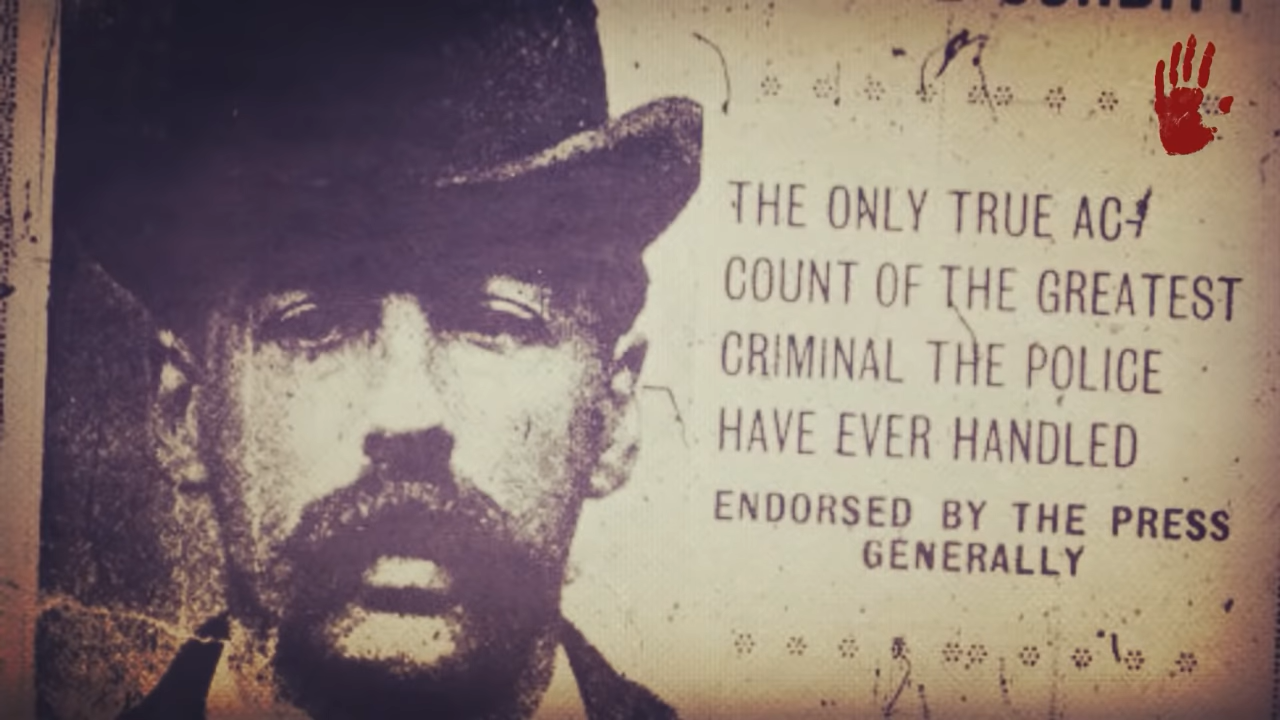 THE ONLY TRUE AC-
COUNT OF THE GREATEST
CRIMINAL THE POLICE
HAVE EVER HANDLED
ENDORSED BY THE PRESS
GENERALLY